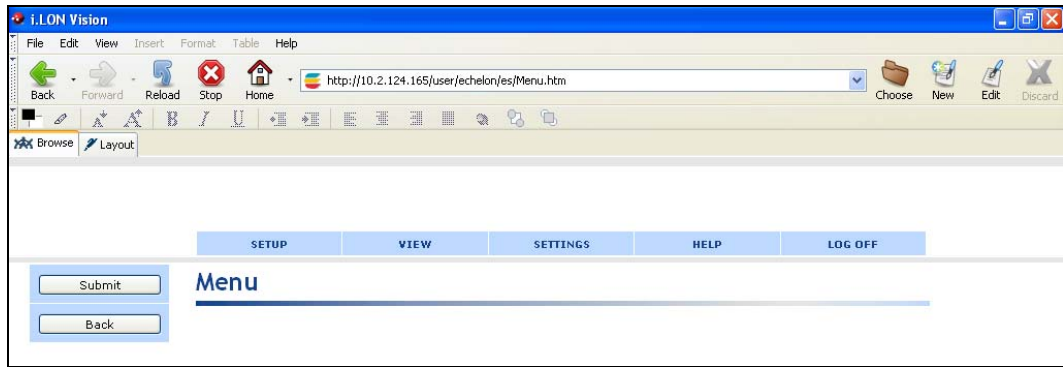 i.LON Vision
File Edit View Insert Format Table Help
Back Forward Reload Stop Home http://10.2.124.165/user/echelon/es/Menu.htm Choose New Edit Discard
B I U
Browse Layout
SETUP VIEW SETTINGS HELP LOG OFF
Submit
Menu
Back